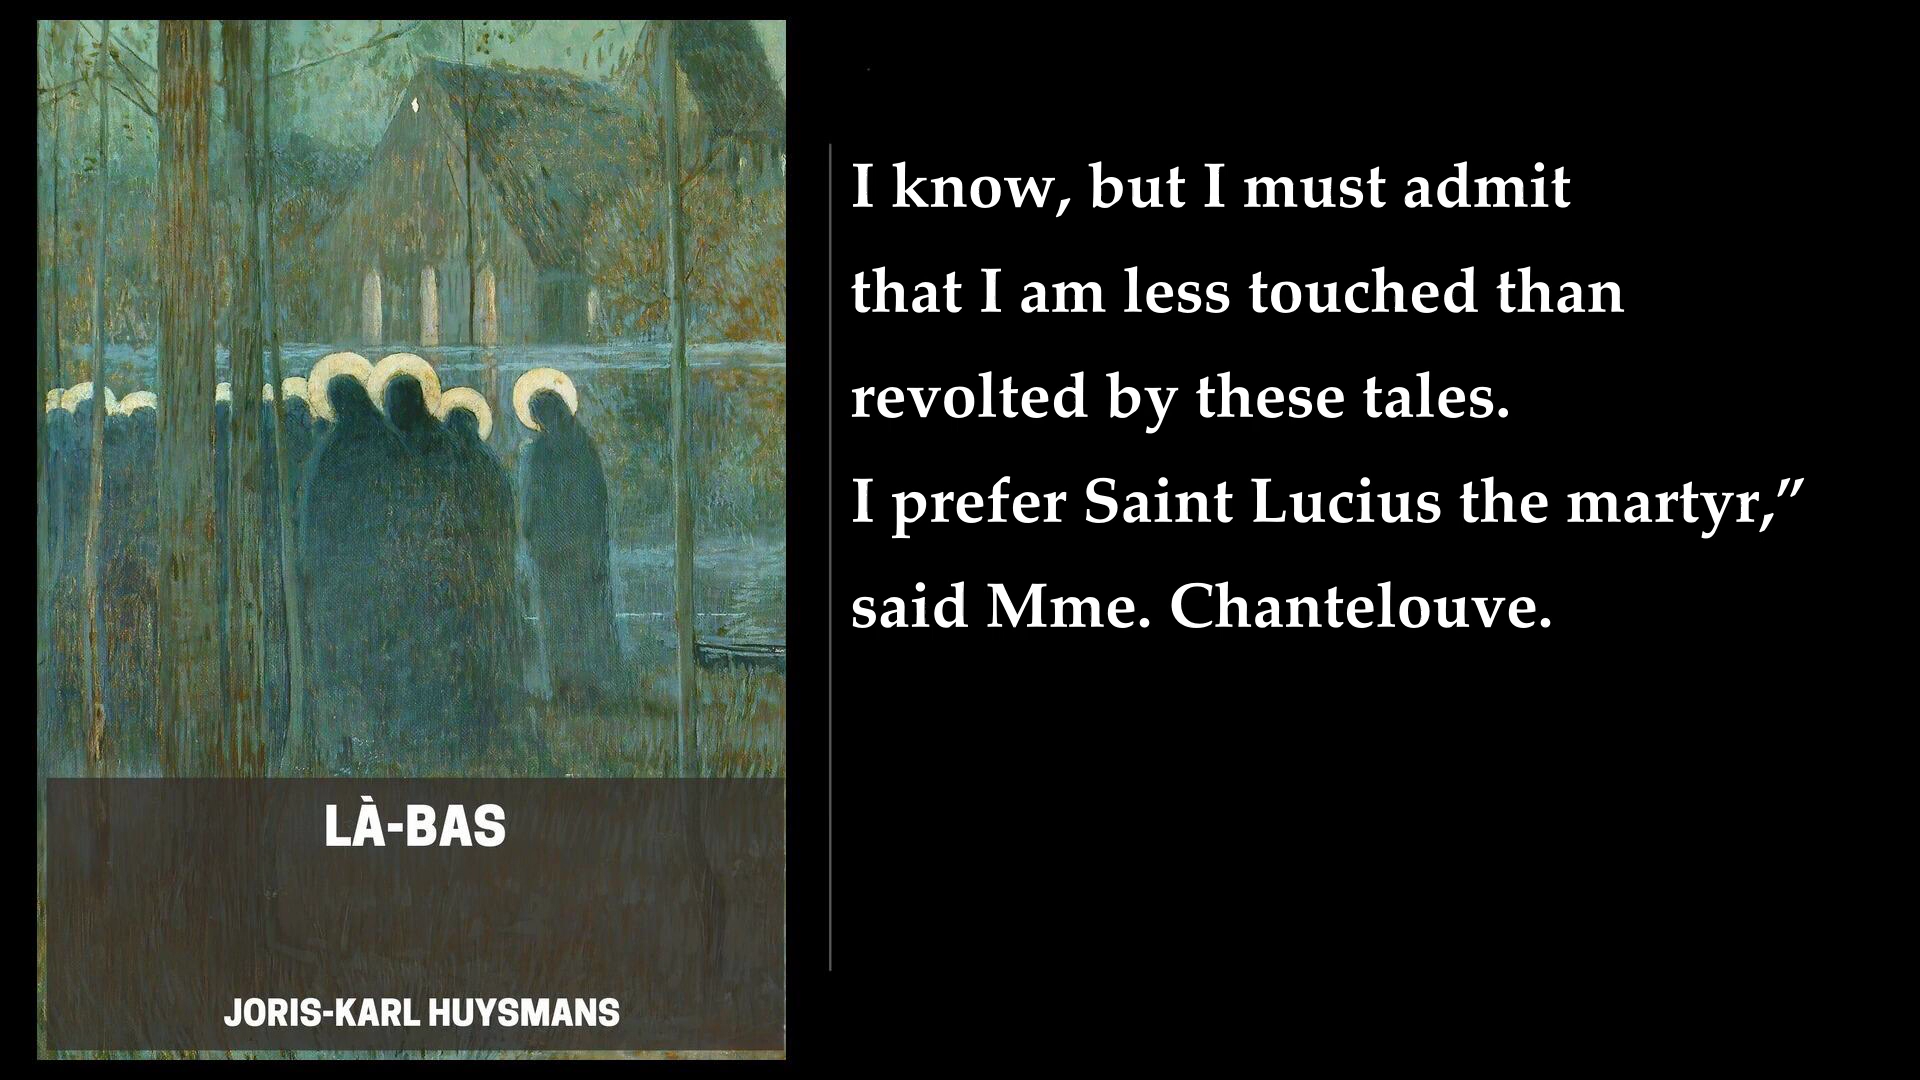 LÀ-BAS
JORIS-KARL HUYSMANS
I know, but I must admit
that I am less touched than
revolted by these tales.
I prefer Saint Lucius the martyr,”
said Mme. Chantelouve.